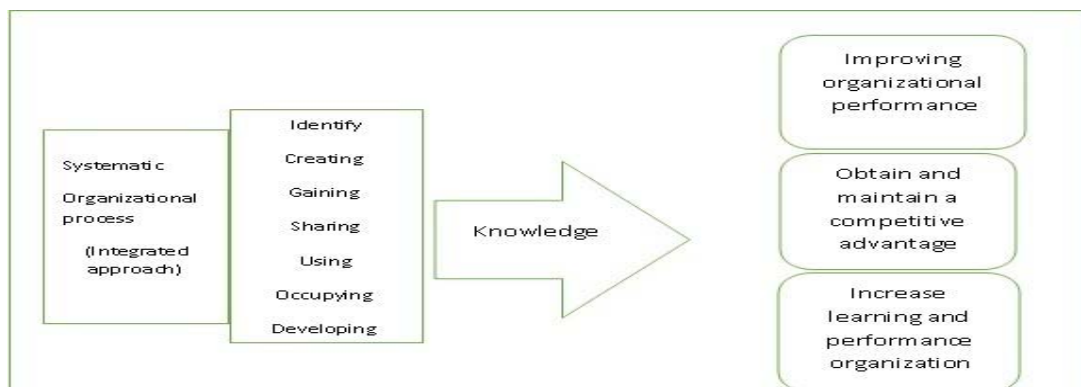 Systematic
Organizational
process
(Integrated
approach)
Identify
Creating
Gaining
Sharing
Using
Occupying
Developing
Knowledge
Improving
organizational
performance
Obtain and
maintain a
competitive
advantage
Increase
learning and
performance
organization